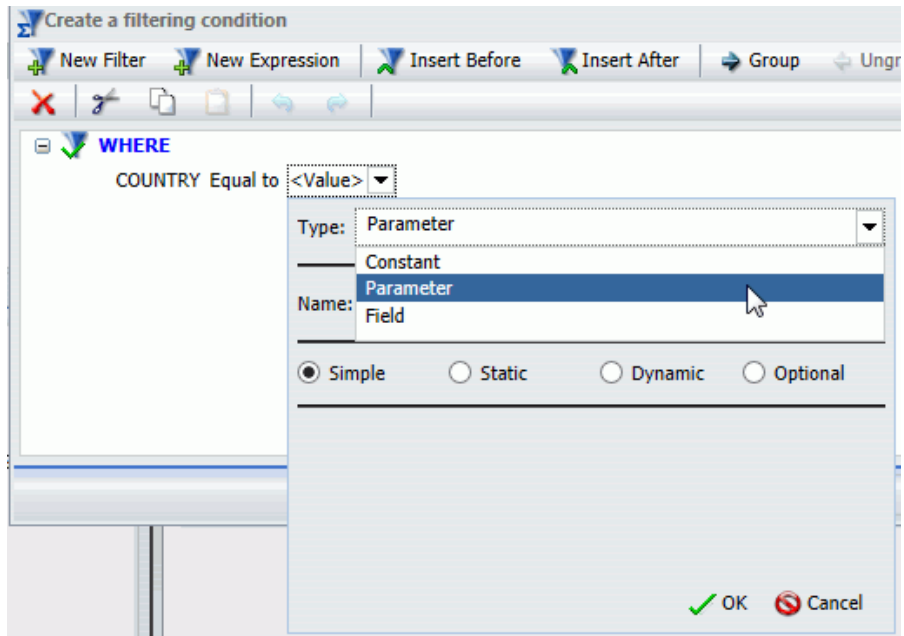 Create a filtering condition
New Filter New Expression Insert Before Insert After Group Ungr
WHERE
COUNTRY Equal to <Value>
Type: Parameter
Constant
Parameter
Name:
Field
Simple Static Dynamic Optional
OK Cancel